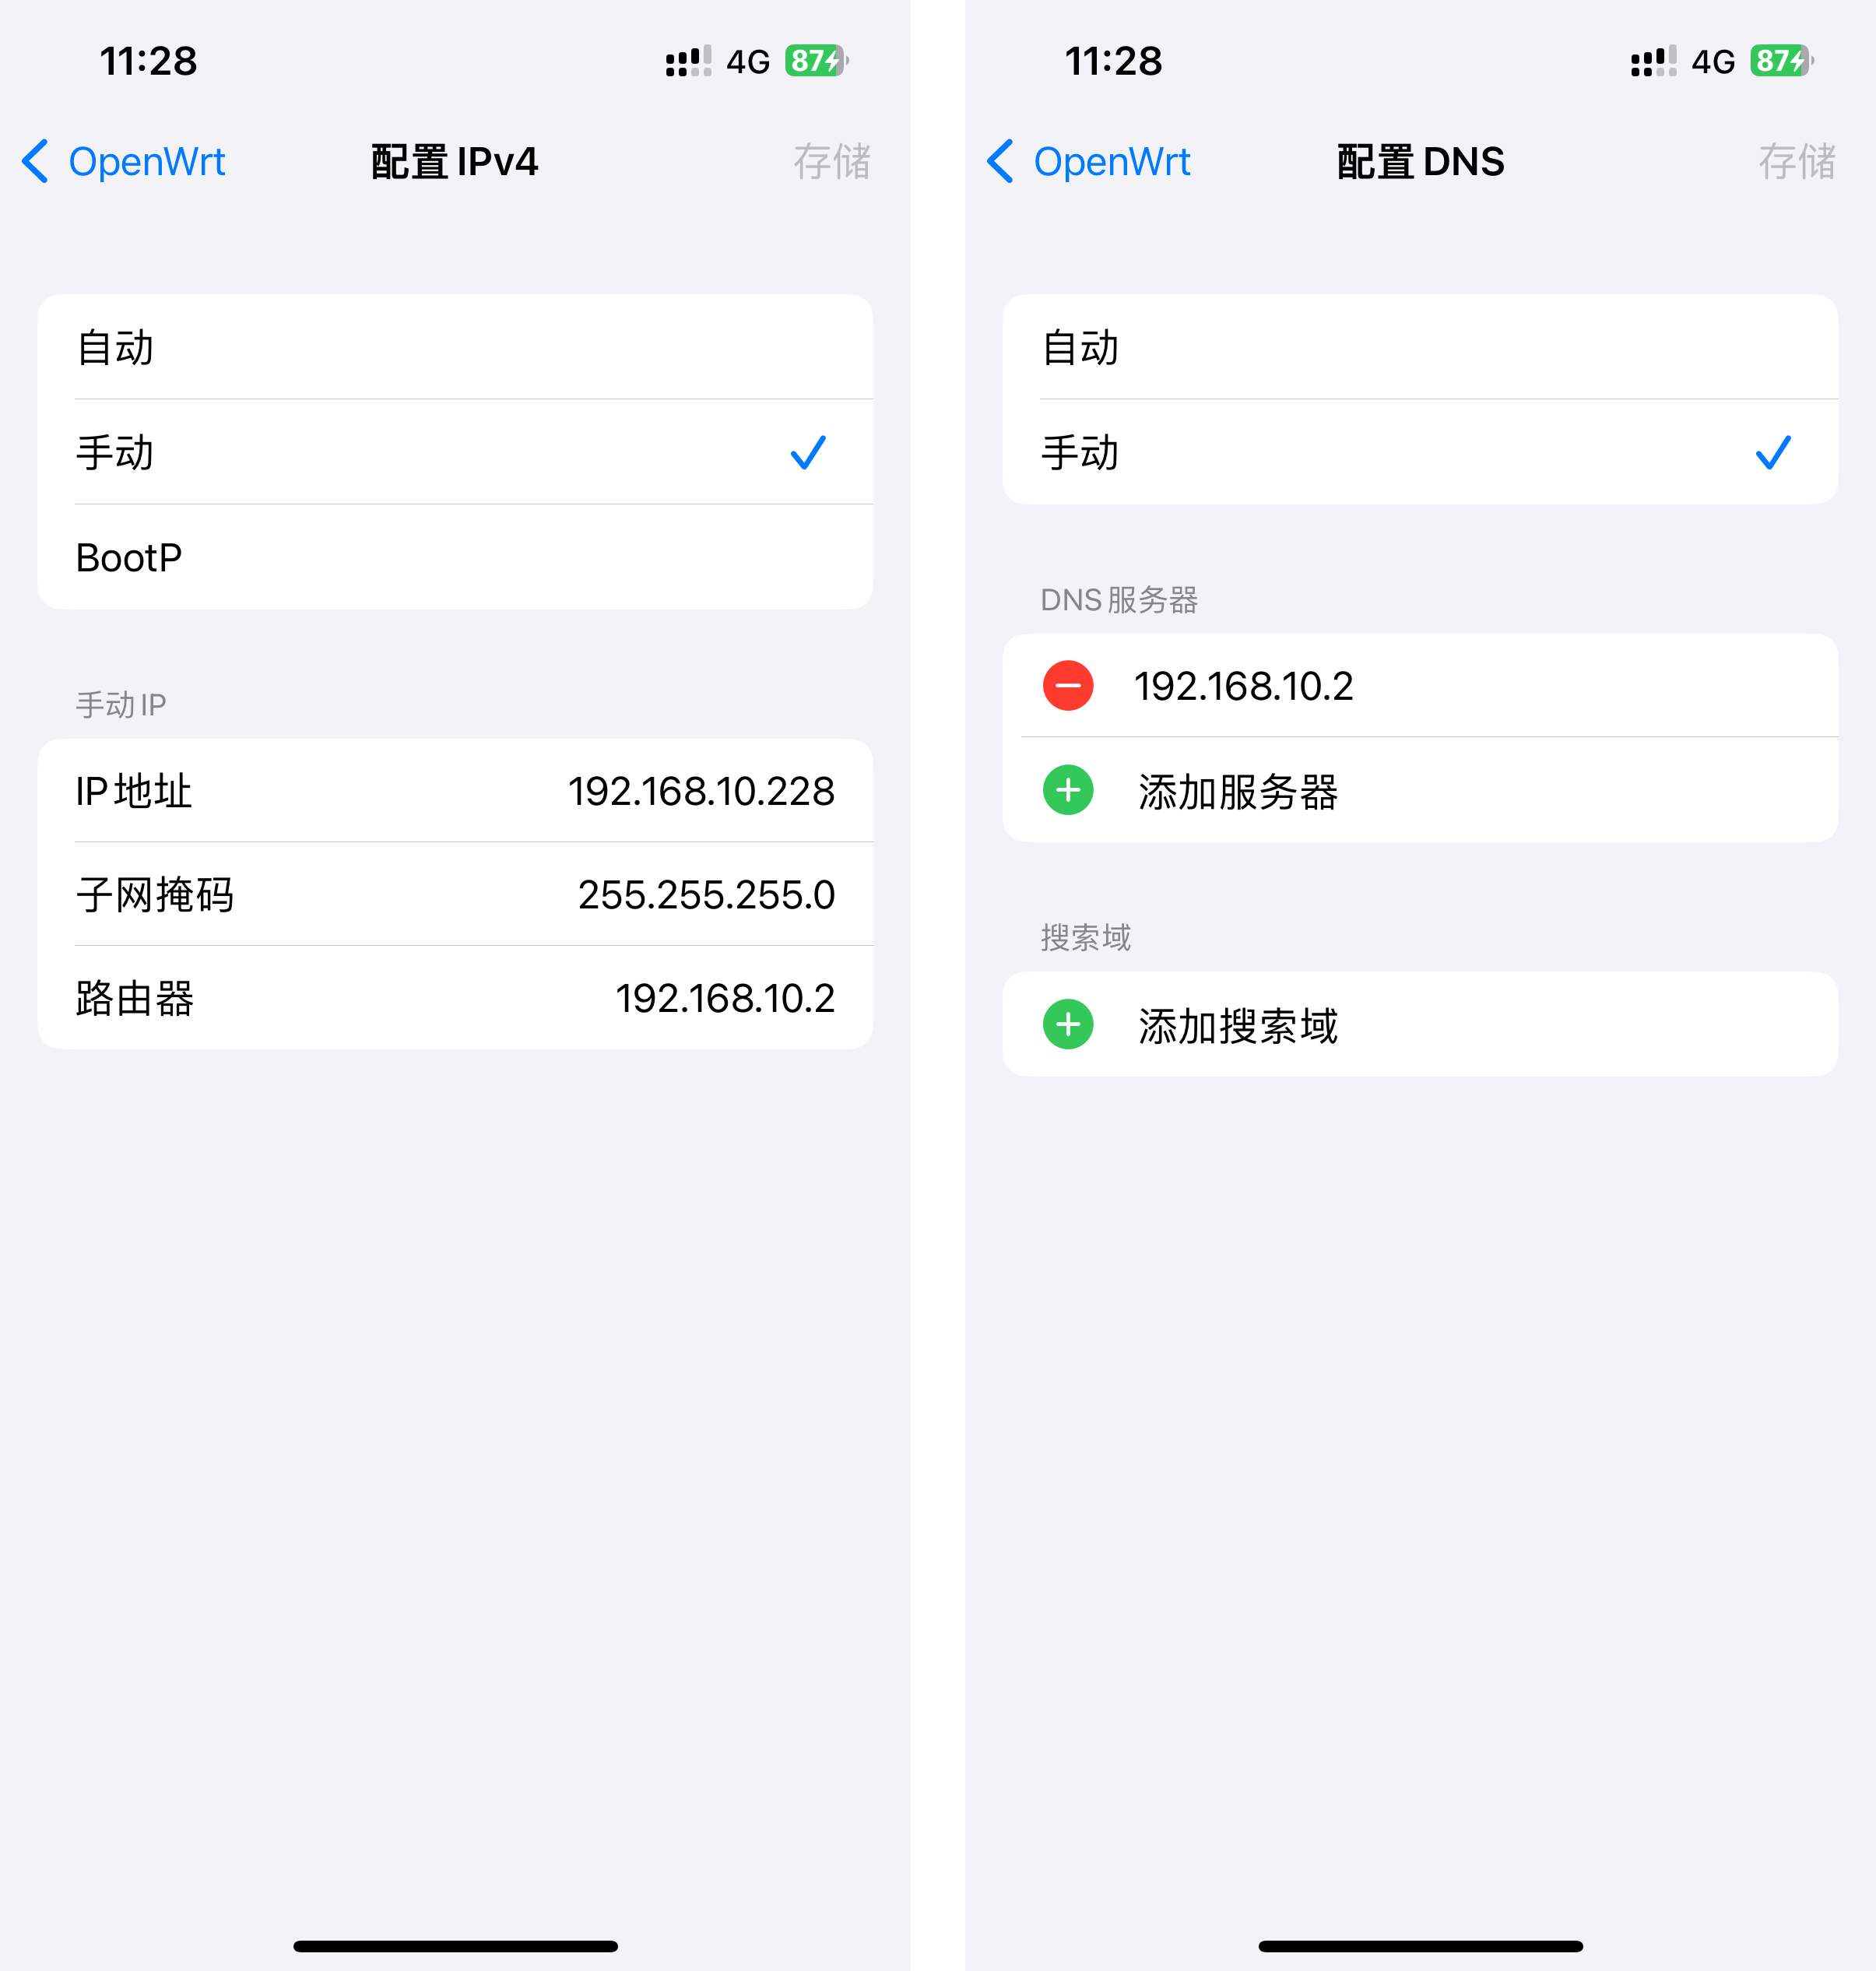 11:28
4G 87
OpenWrt 配置 IPv4 存储
自动
手动
BootP
手动 IP
IP 地址 192.168.10.228
子网掩码 255.255.255.0
路由器 192.168.10.2
11:28
4G 87
OpenWrt 配置 DNS 存储
自动
手动
DNS 服务器
192.168.10.2
添加服务器
搜索域
添加搜索域